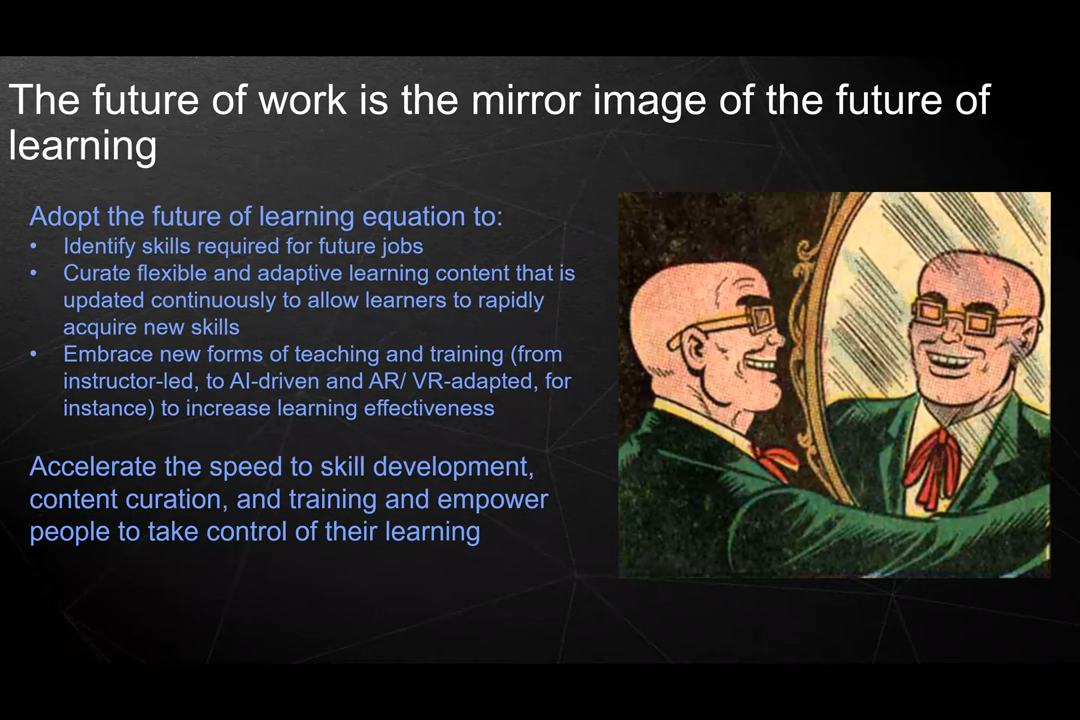 The future of work is the mirror image of the future of
learning
Adopt the future of learning equation to:
• Identify skills required for future jobs
• Curate flexible and adaptive learning content that is
updated continuously to allow learners to rapidly
acquire new skills
• Embrace new forms of teaching and training (from
instructor-led, to AI-driven and AR/ VR-adapted, for
instance) to increase learning effectiveness
Accelerate the speed to skill development,
content curation, and training and empower
people to take control of their learning